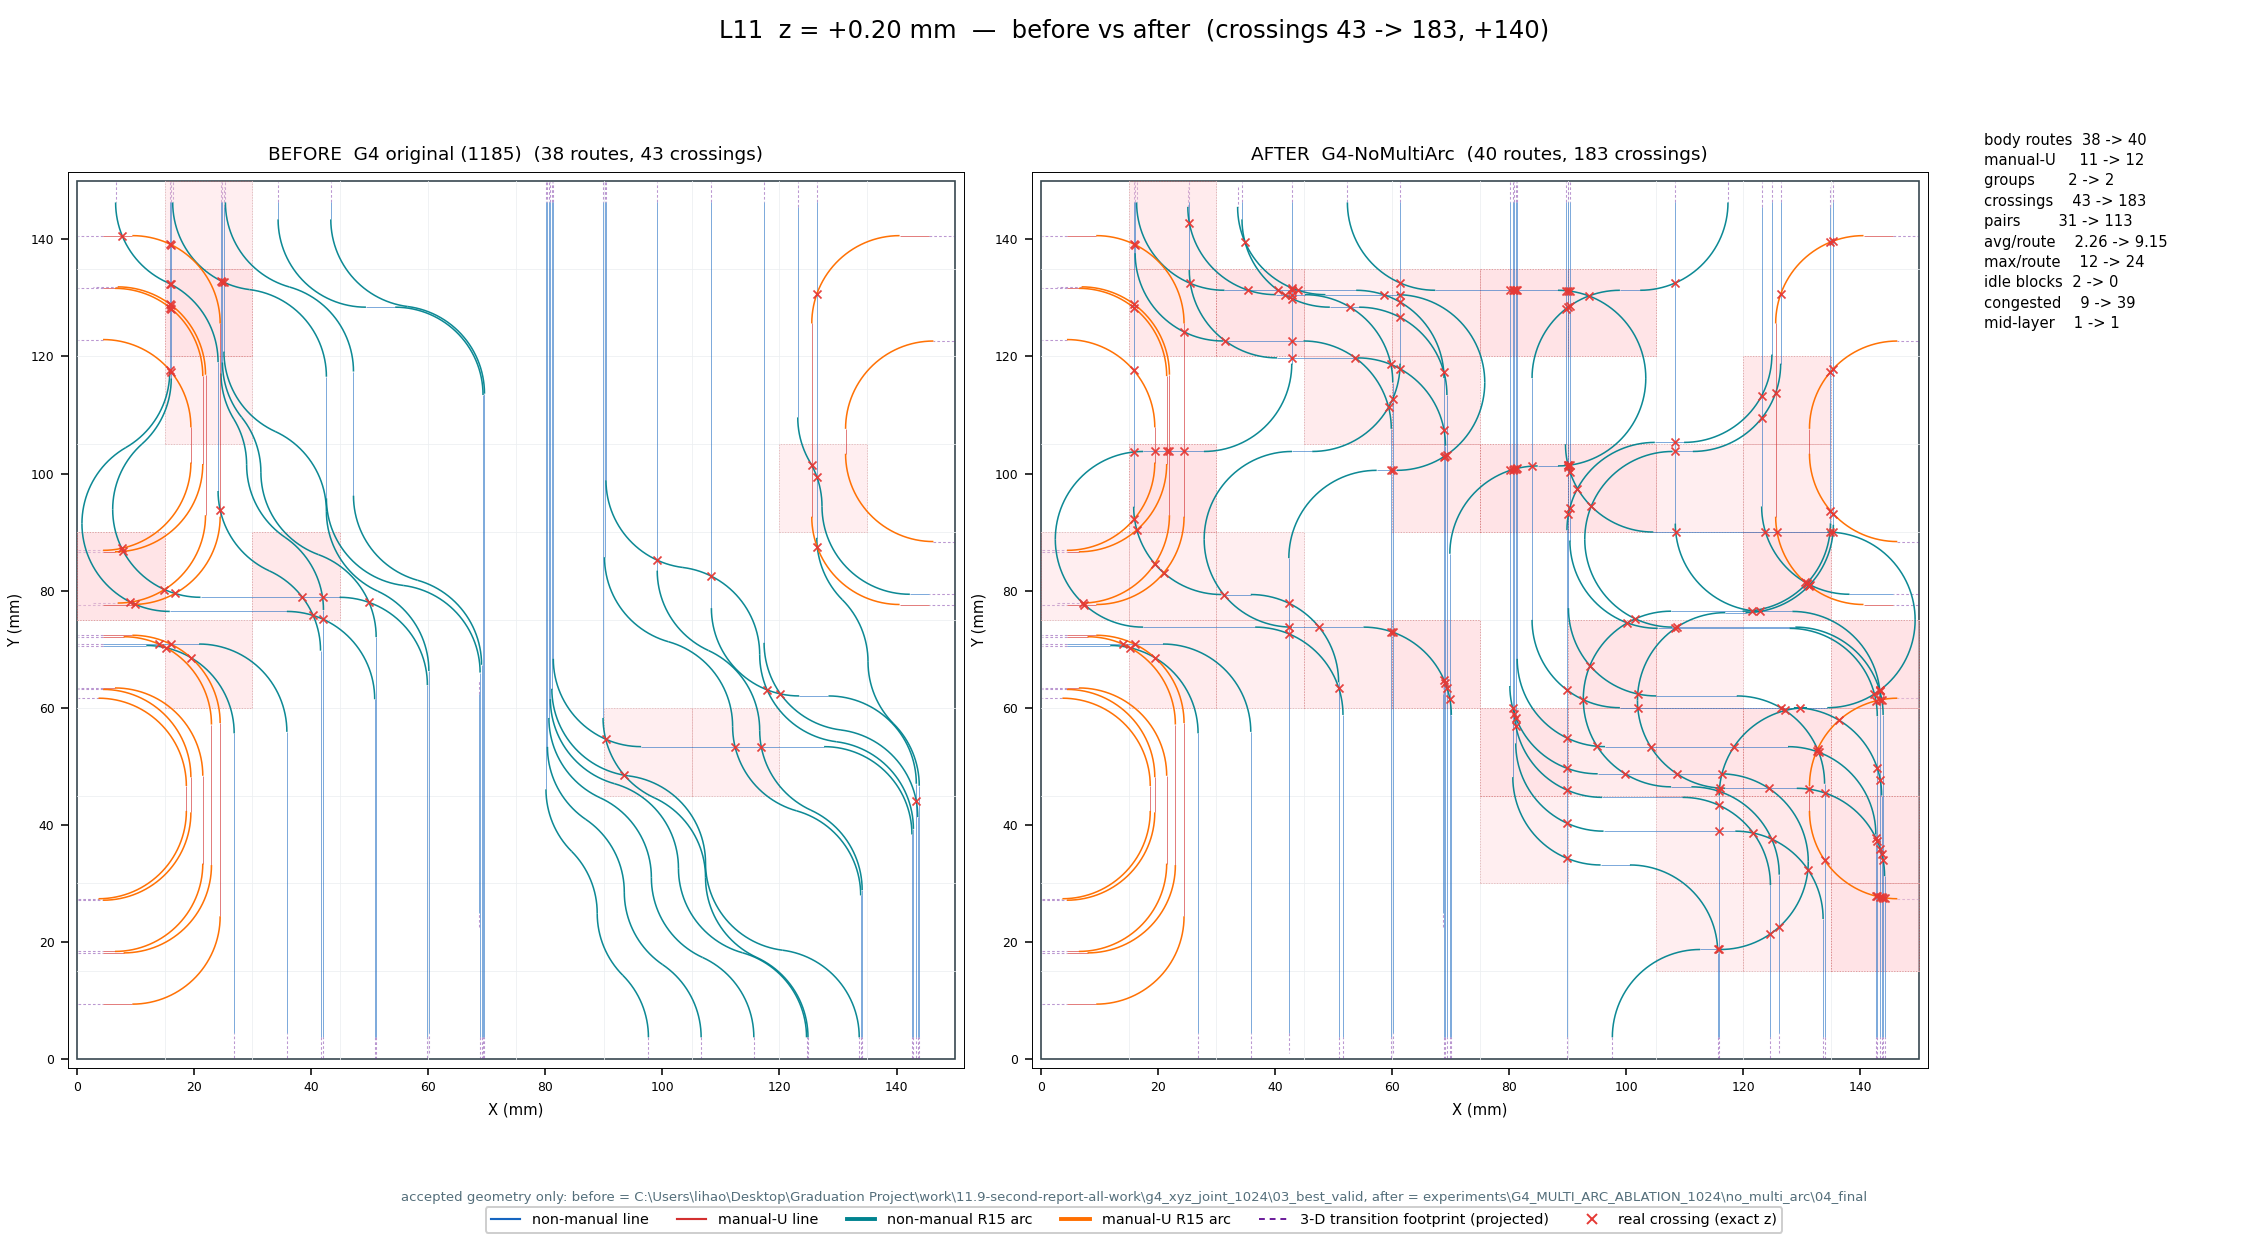 L11  z = +0.20 mm  —  before vs after  (crossings 43 -> 183, +140)
BEFORE  G4 original (1185)  (38 routes, 43 crossings)
140
120
100
80
60
40
20
0
Y (mm)
0 20 40 60 80 100 120 140
X (mm)
AFTER  G4-NoMultiArc  (40 routes, 183 crossings)
140
120
100
80
60
40
20
0
Y (mm)
0 20 40 60 80 100 120 140
X (mm)
body routes  38 -> 40
manual-U     11 -> 12
groups        2 -> 2
crossings    43 -> 183
pairs        31 -> 113
avg/route    2.26 -> 9.15
max/route    12 -> 24
idle blocks  2 -> 0
congested    9 -> 39
mid-layer    1 -> 1
accepted geometry only: before = C:\Users\lihao\Desktop\Graduation Project\work\11.9-second-report-all-work\g4_xyz_joint_1024\03_best_valid, after = experiments\G4_MULTI_ARC_ABLATION_1024\no_multi_arc\04_final
non-manual line  manual-U line  non-manual R15 arc  manual-U R15 arc  3-D transition footprint (projected)  real crossing (exact z)